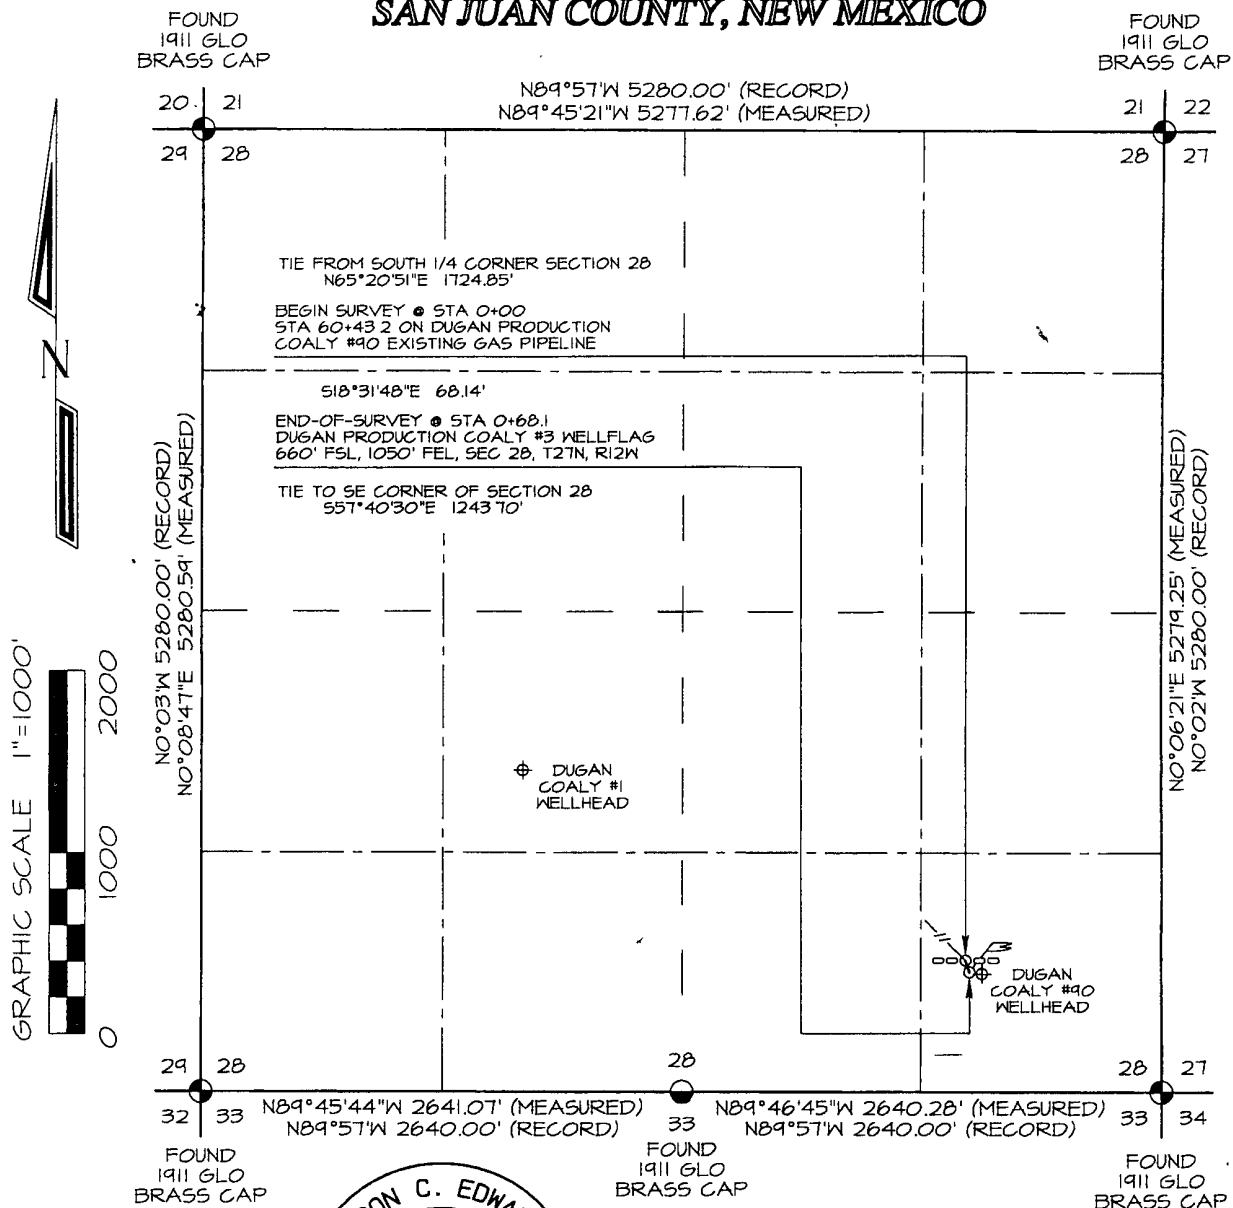 SAN JUAN COUNTY, NEW MEXICO
FOUND
1911 GLO
BRASS CAP
FOUND
1911 GLO
BRASS CAP
N89°57'W 5280.00' (RECORD)
N89°45'21"W 5277.62' (MEASURED)
20 21
29 28
21 22
28 27
TIE FROM SOUTH 1/4 CORNER SECTION 28
N65°20'51"E 1724.85'
BEGIN SURVEY @ STA 0+00
STA 60+43 2 ON DUGAN PRODUCTION
COALY #90 EXISTING GAS PIPELINE
S18°31'48"E 68.14'
END-OF-SURVEY @ STA 0+68.1
DUGAN PRODUCTION COALY #3 WELLFLAG
660' FSL, 1050' FEL, SEC 28, T27N, R12W
TIE TO SE CORNER OF SECTION 28
S57°40'30"E 1243 70'
N
N0°03'W 5280.00' (RECORD)
N0°08'47"E 5280.59' (MEASURED)
N0°06'21"E 5279.25' (MEASURED)
N0°02'W 5280.00' (RECORD)
GRAPHIC SCALE 1"=1000'
0 1000 2000
DUGAN
COALY #1
WELLHEAD
DUGAN
COALY #90
WELLHEAD
29 28
32 33
28
33
28 27
33 34
N89°45'44"W 2641.07' (MEASURED)
N89°57'W 2640.00' (RECORD)
N89°46'45"W 2640.28' (MEASURED)
N89°57'W 2640.00' (RECORD)
FOUND
1911 GLO
BRASS CAP
FOUND
1911 GLO
BRASS CAP
FOUND
1911 GLO
BRASS CAP
C.